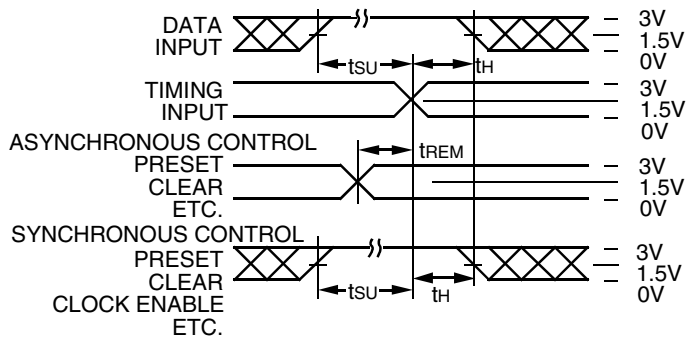 DATA
INPUT
3V
1.5V
0V
tSU
tH
TIMING
INPUT
3V
1.5V
0V
ASYNCHRONOUS CONTROL
PRESET
CLEAR
ETC.
tREM
3V
1.5V
0V
SYNCHRONOUS CONTROL
PRESET
CLEAR
CLOCK ENABLE
ETC.
tSU
tH
3V
1.5V
0V